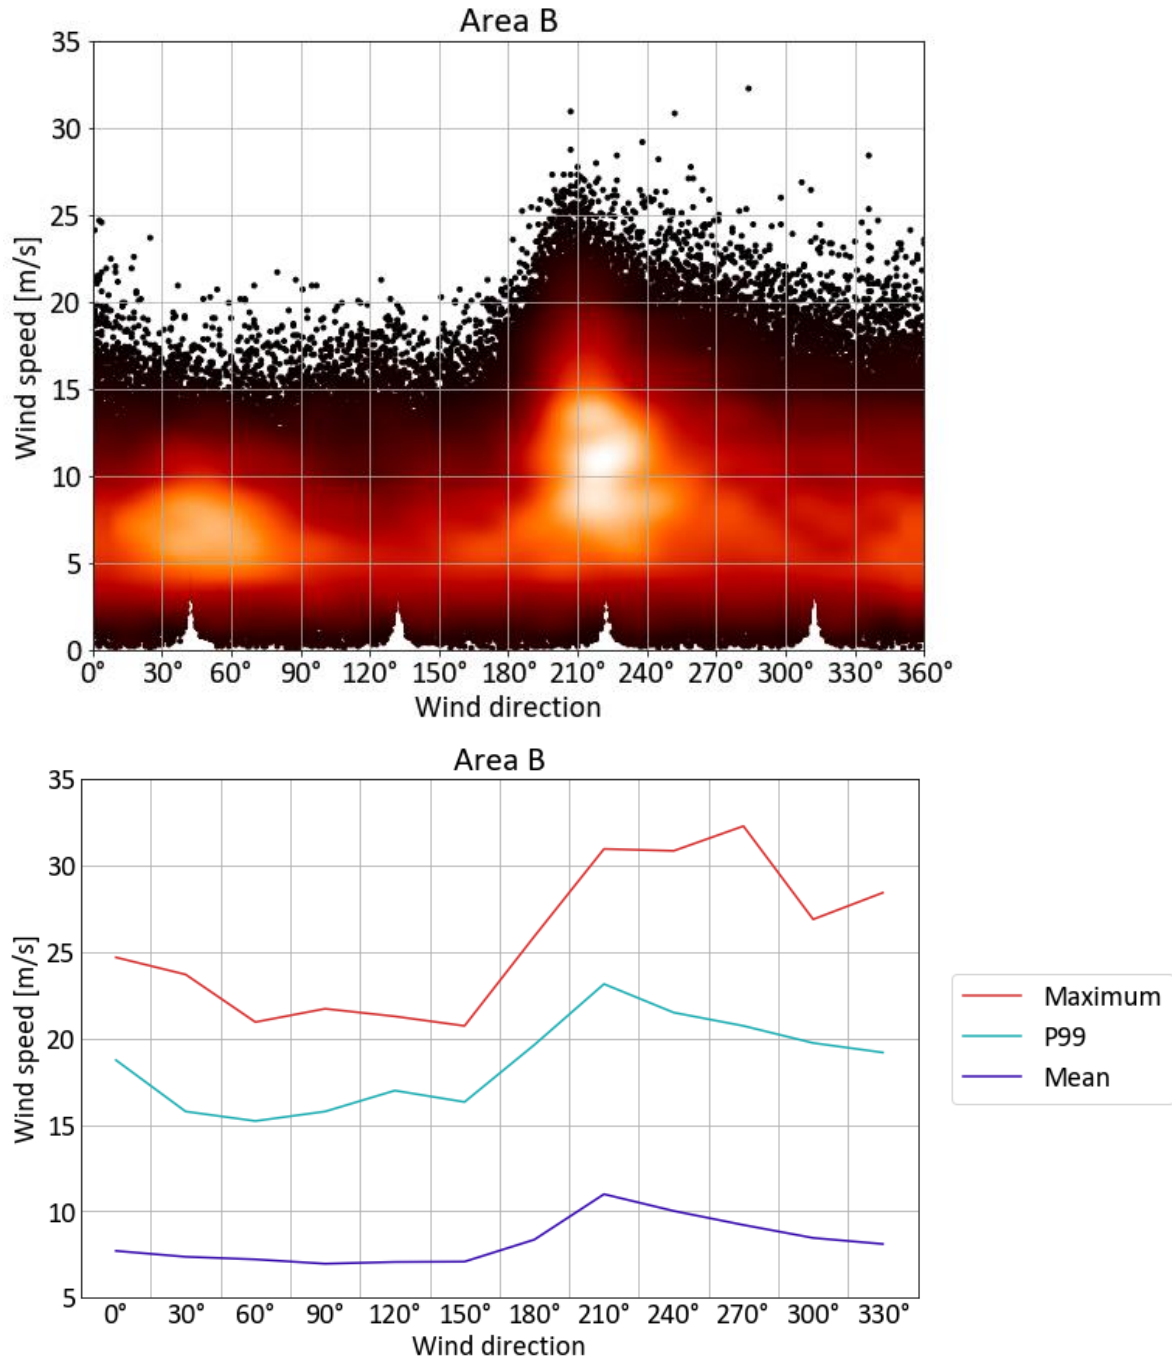 Area B
35
30
25
20
15
10
5
0
Wind speed [m/s]
0° 30° 60° 90° 120° 150° 180° 210° 240° 270° 300° 330° 360°
Wind direction
Area B
35
30
25
20
15
10
5
Wind speed [m/s]
0° 30° 60° 90° 120° 150° 180° 210° 240° 270° 300° 330°
Wind direction
Maximum
P99
Mean